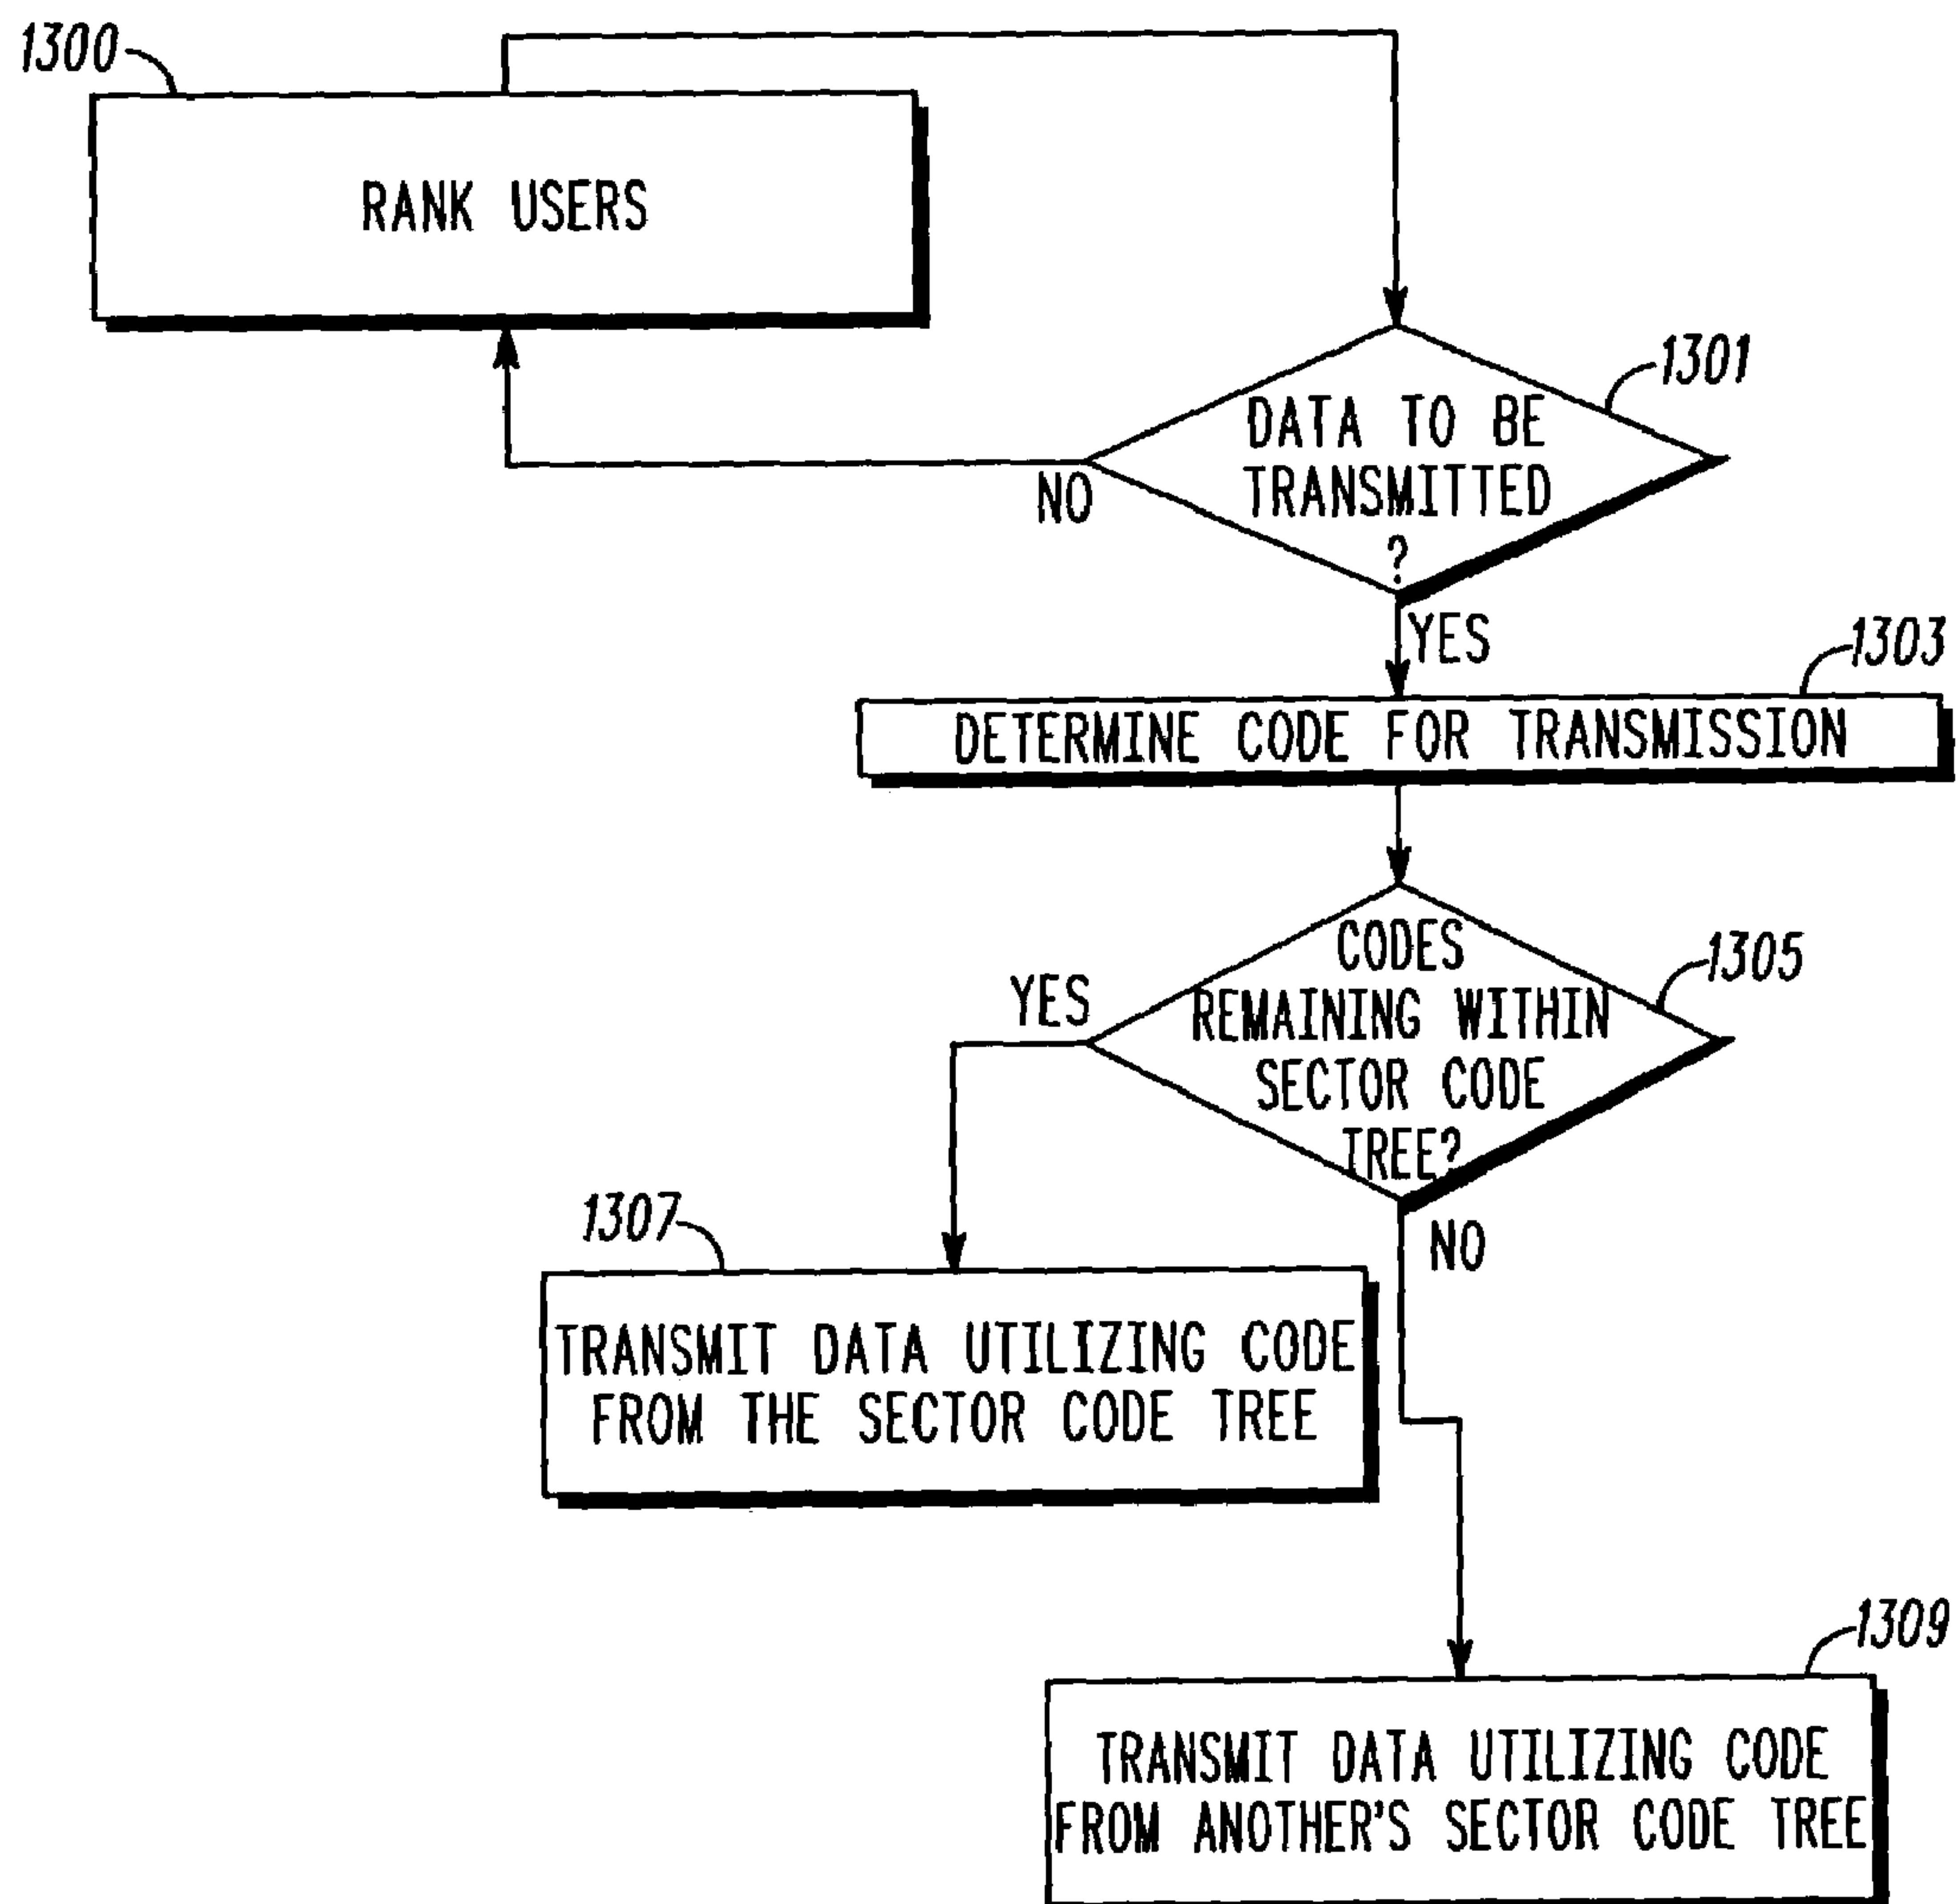 1300
RANK USERS
1301
DATA TO BE
TRANSMITTED
?
NO
YES
1303
DETERMINE CODE FOR TRANSMISSION
CODES
REMAINING WITHIN
SECTOR CODE
TREE?
1305
YES
NO
1307
TRANSMIT DATA UTILIZING CODE
FROM THE SECTOR CODE TREE
1309
TRANSMIT DATA UTILIZING CODE
FROM ANOTHER'S SECTOR CODE TREE